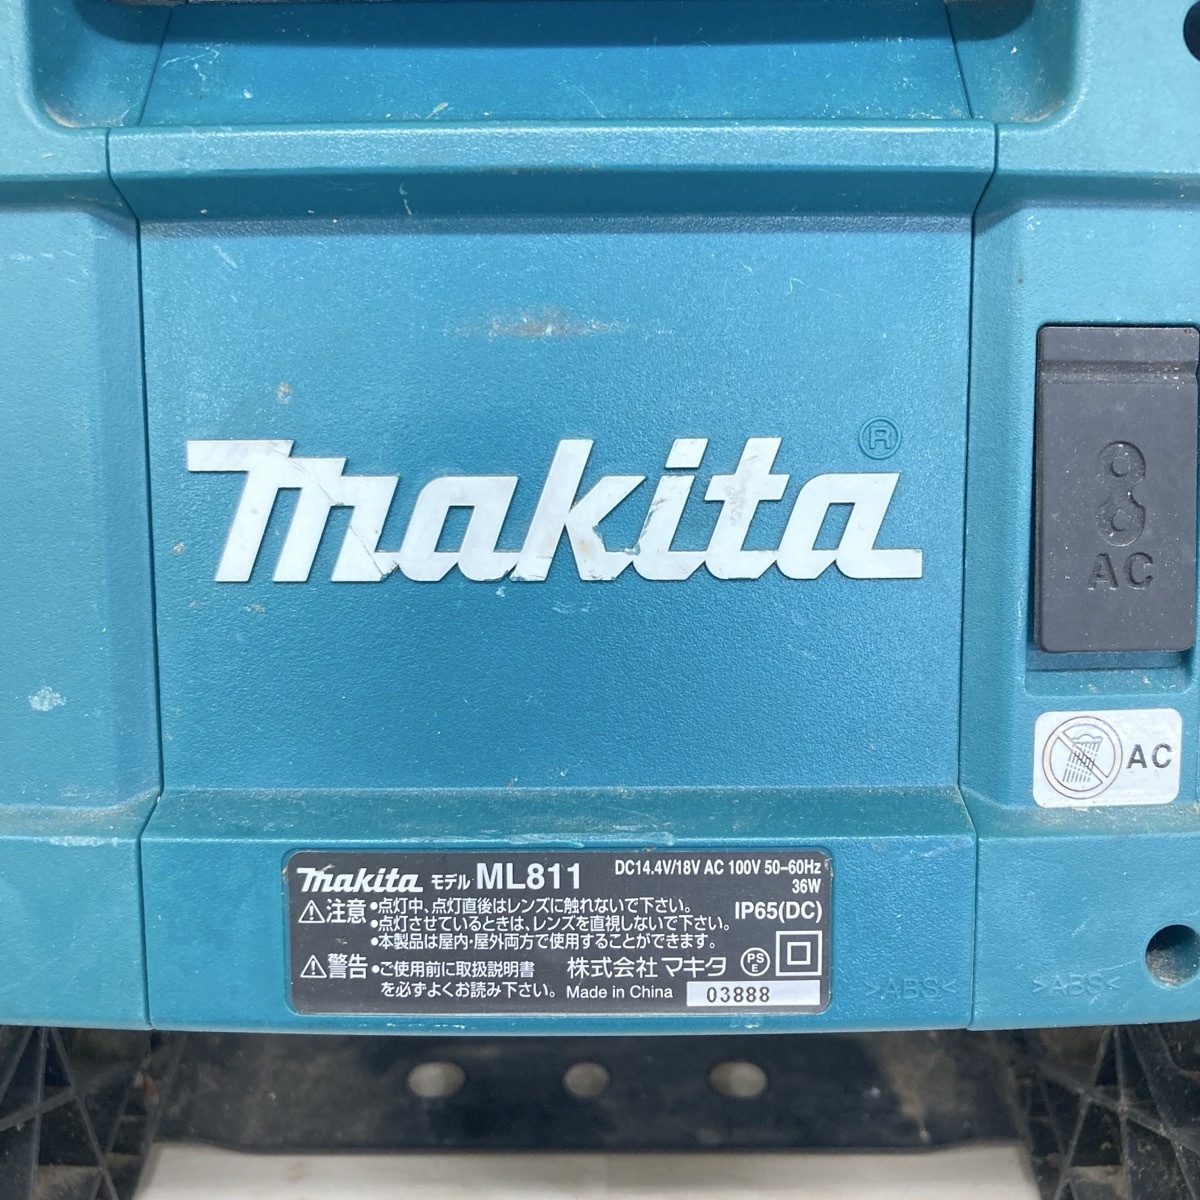 makita®
AC
AC
makita モデル ML811 DC14.4V/18V AC 100V 50–60Hz
36W
⚠注意 •点灯中、点灯直後はレンズに触れないで下さい。 IP65(DC)
•点灯させているときは、レンズを直視しないで下さい。
•本製品は屋内・屋外両方で使用することができます。
⚠警告 •ご使用前に取扱説明書 株式会社マキタ PSE
を必ずよくお読み下さい。 Made in China 03888
>ABS< >ABS<